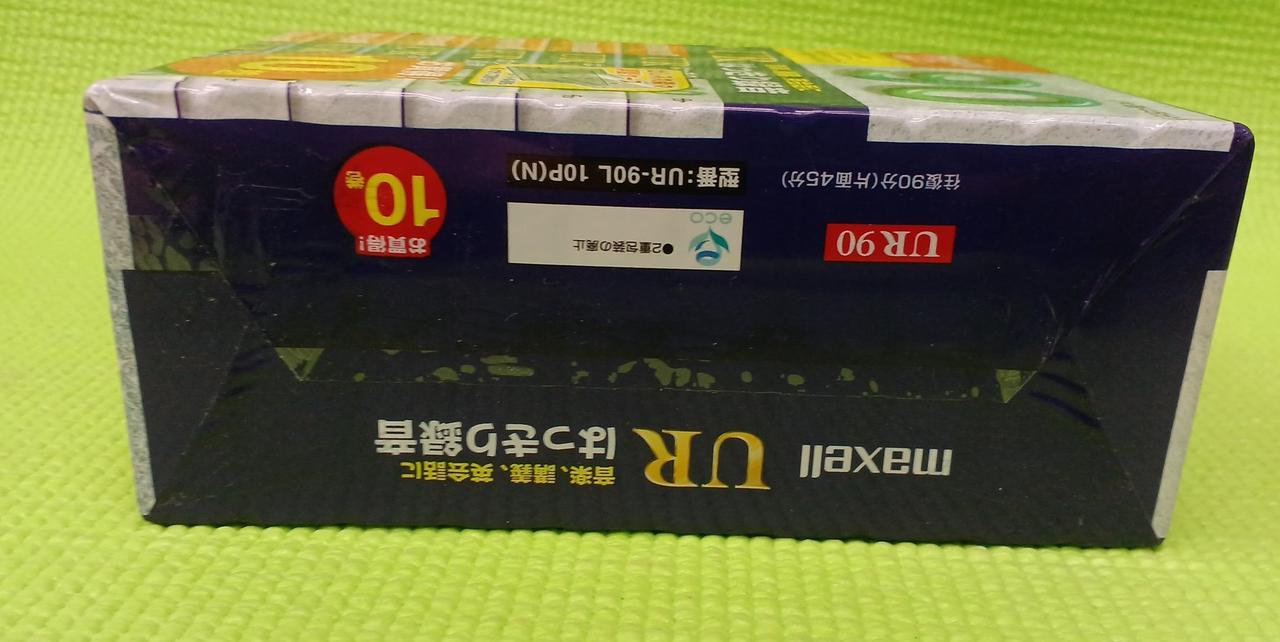 maxell
UR
音楽、講義、英会話に
はっきり録音
UR 90
往復90分(片面45分)
●2重包装の廃止
eco
型番:UR-90L 10P(N)
お買得!
10巻